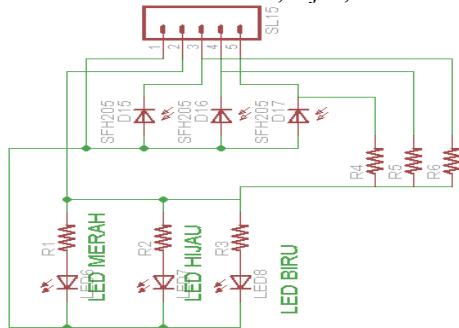 SL15
1
2
3
4
5
SFH205
D15
SFH205
D16
SFH205
D17
R4
R5
R6
R1
LED6
LED MERAH
R2
LED7
LED HIJAU
R3
LED8
LED BIRU